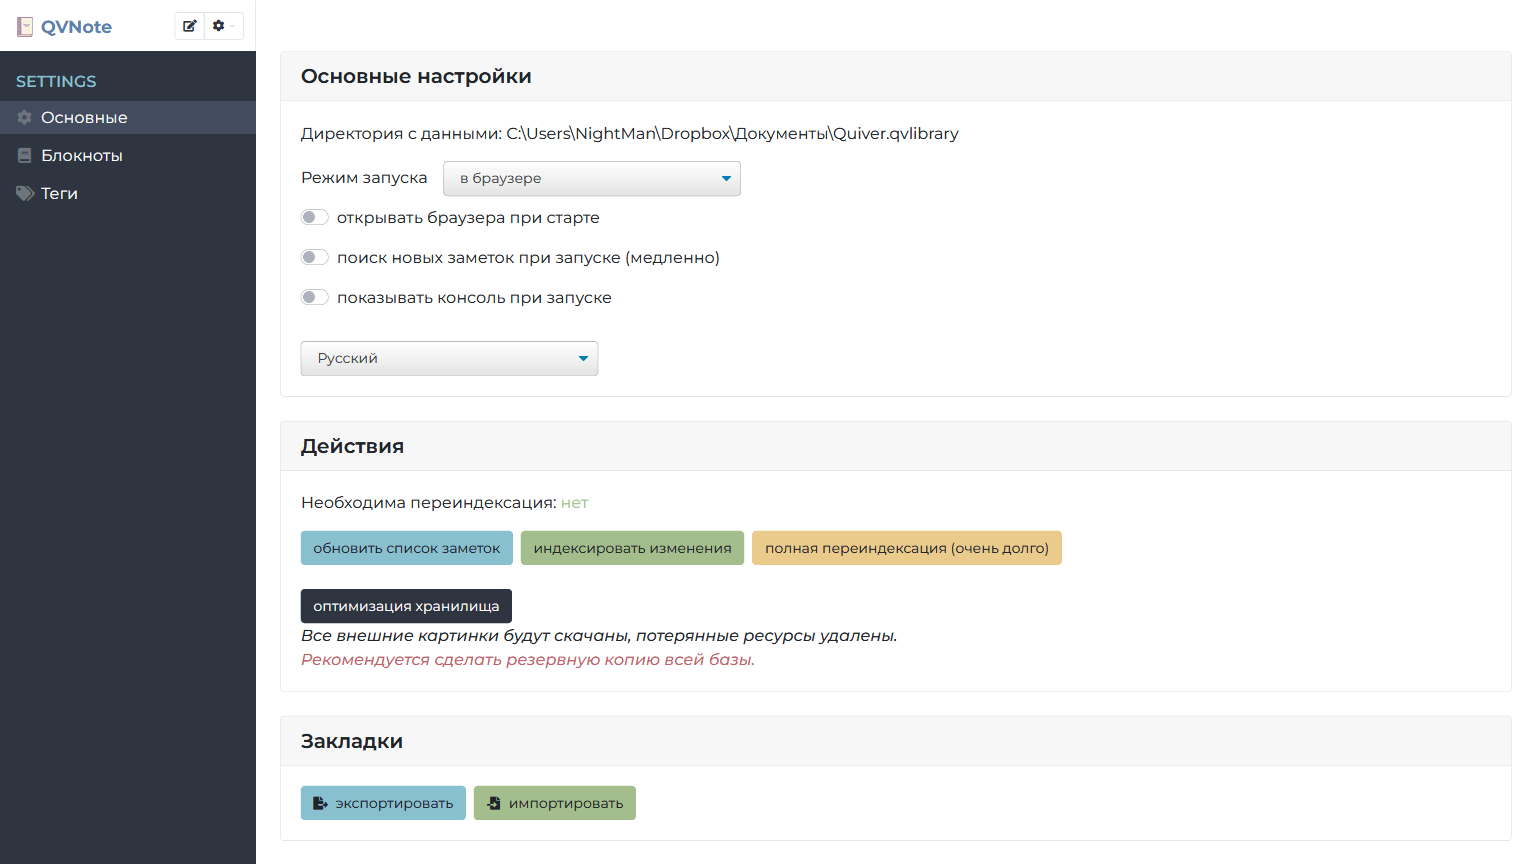 QVNote
SETTINGS
Основные
Блокноты
Теги
Основные настройки
Директория с данными: C:\Users\NightMan\Dropbox\Документы\Quiver.qvlibrary
Режим запуска в браузере
открывать браузера при старте
поиск новых заметок при запуске (медленно)
показывать консоль при запуске
Русский
Действия
Необходима переиндексация: нет
обновить список заметок индексировать изменения полная переиндексация (очень долго)
оптимизация хранилища
Все внешние картинки будут скачаны, потерянные ресурсы удалены.
Рекомендуется сделать резервную копию всей базы.
Закладки
экспортировать импортировать